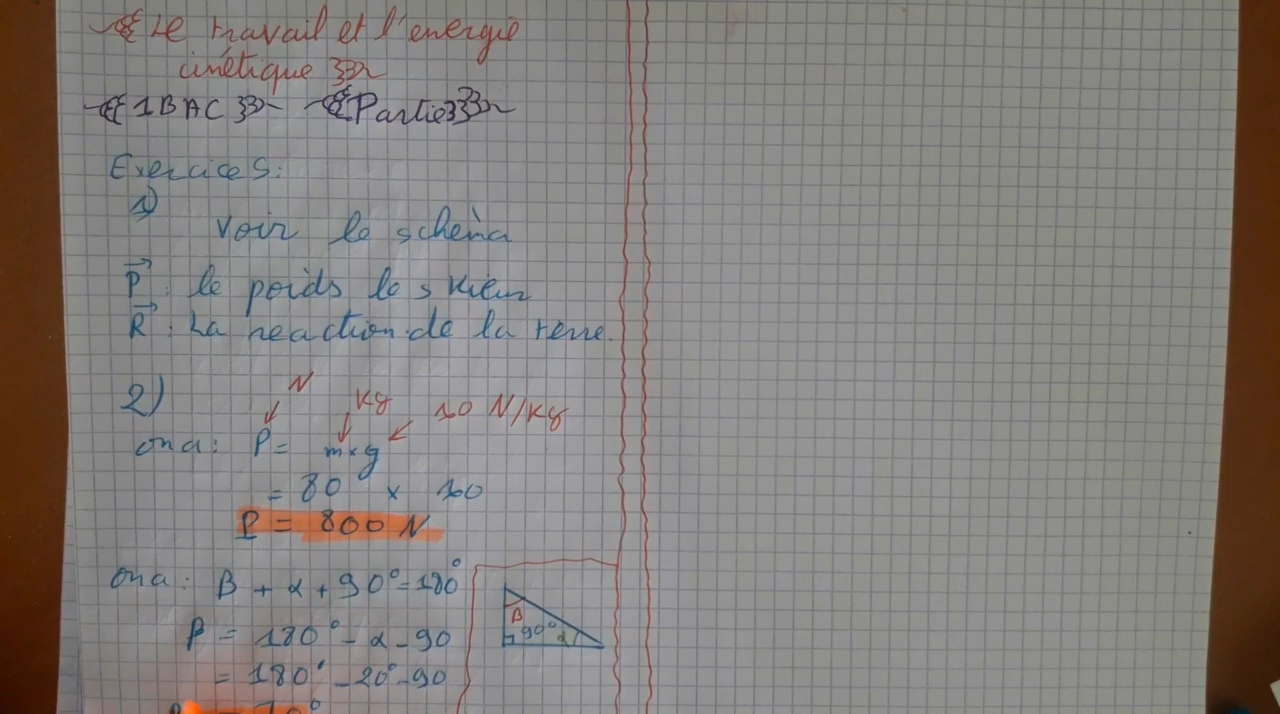 Le travail et l'energie
cinétique
1BAC Partie
Exercice 5:
1)
Voir le schèma
P : le poids le skieur
R : La reaction de la terre.
2) N Kg 10 N/Kg
on a: P = m×g
= 80 × 10
P = 800 N
on a: B + α + 90° = 180°
β = 180° - α - 90
= 180° - 20° - 90
B 90° α